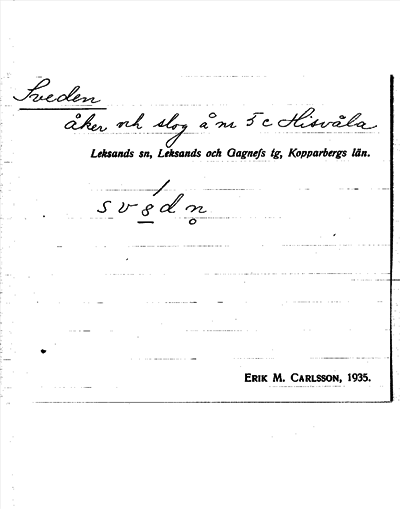 Sveden
åker och slog å nr 5 c Hisvåla
Leksands sn, Leksands och Gagnefs tg, Kopparbergs län.
s v g d n
ERIK M. CARLSSON, 1935.